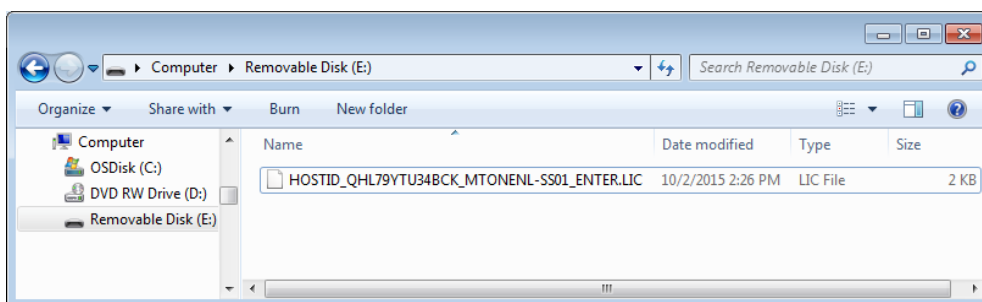 Computer Removable Disk (E:) Search Removable Disk (E:)
Organize Share with Burn New folder
Computer
OSDisk (C:)
DVD RW Drive (D:)
Removable Disk (E:)
Name Date modified Type Size
HOSTID_QHL79YTU34BCK_MTONENL-SS01_ENTER.LIC 10/2/2015 2:26 PM LIC File 2 KB